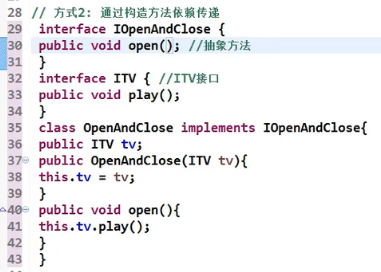 28
29 // 方式2: 通过构造方法依赖传递
30 interface IOpenAndClose {
public void open(); //抽象方法
31 }
32 interface ITV { //ITV接口
33 public void play();
34 }
35 class OpenAndClose implements IOpenAndClose{
36 public ITV tv;
37 public OpenAndClose(ITV tv){
38 this.tv = tv;
39 }
40 public void open(){
41 this.tv.play();
42 }
43 }